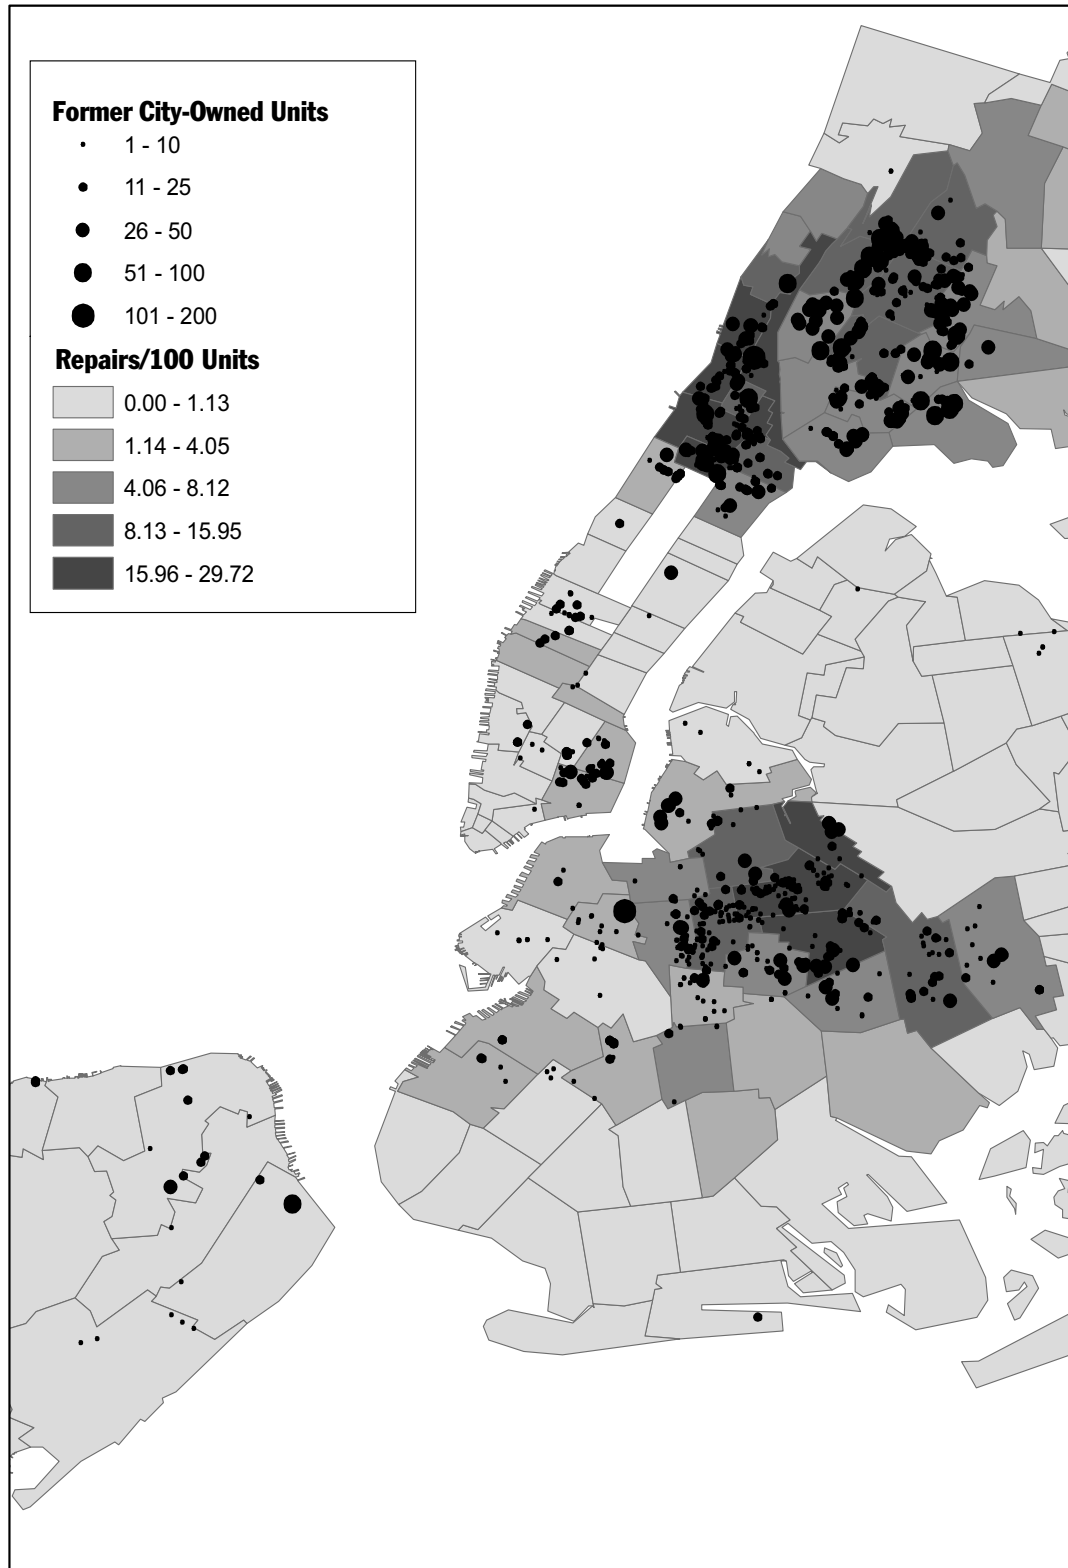 Former City-Owned Units
1 - 10
11 - 25
26 - 50
51 - 100
101 - 200
Repairs/100 Units
0.00 - 1.13
1.14 - 4.05
4.06 - 8.12
8.13 - 15.95
15.96 - 29.72